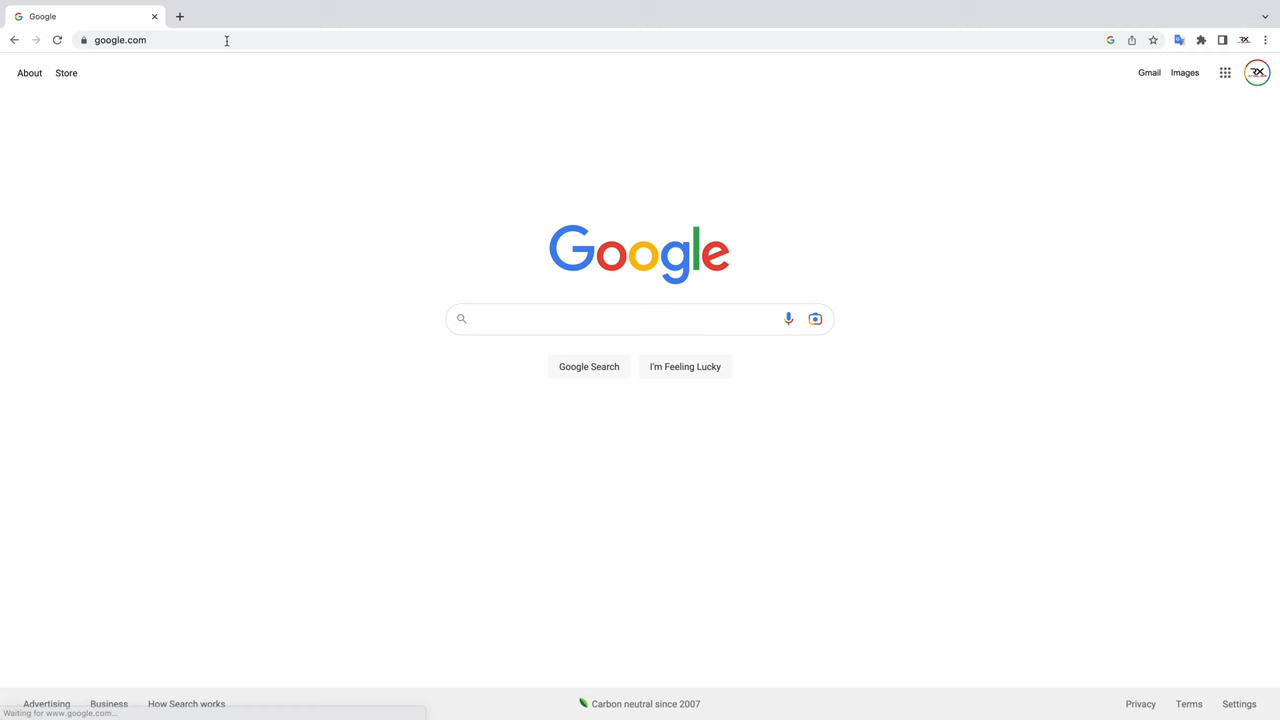 Google
google.com
About Store Gmail Images
Google
Google Search I'm Feeling Lucky
Advertising Business How Search works Carbon neutral since 2007 Privacy Terms Settings
Waiting for www.google.com...